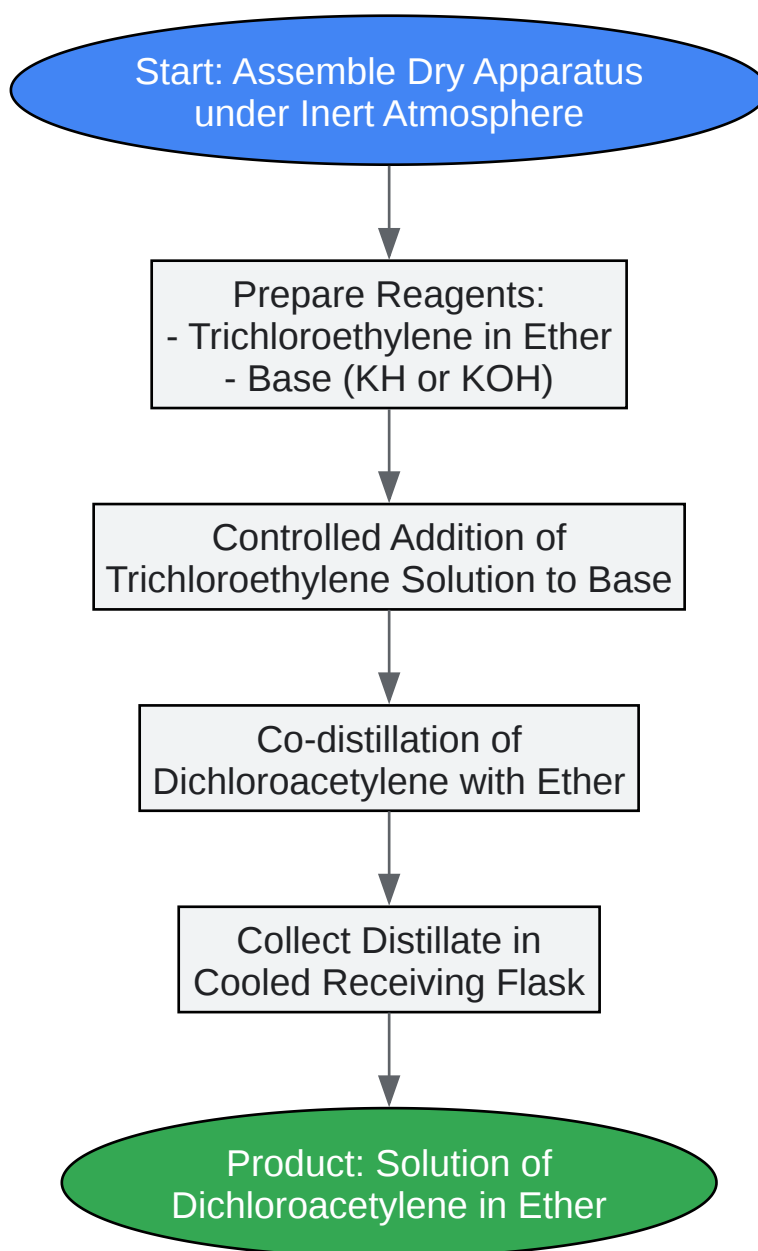 Start: Assemble Dry Apparatus
under Inert Atmosphere
Prepare Reagents:
- Trichloroethylene in Ether
- Base (KH or KOH)
Controlled Addition of
Trichloroethylene Solution to Base
Co-distillation of
Dichloroacetylene with Ether
Collect Distillate in
Cooled Receiving Flask
Product: Solution of
Dichloroacetylene in Ether